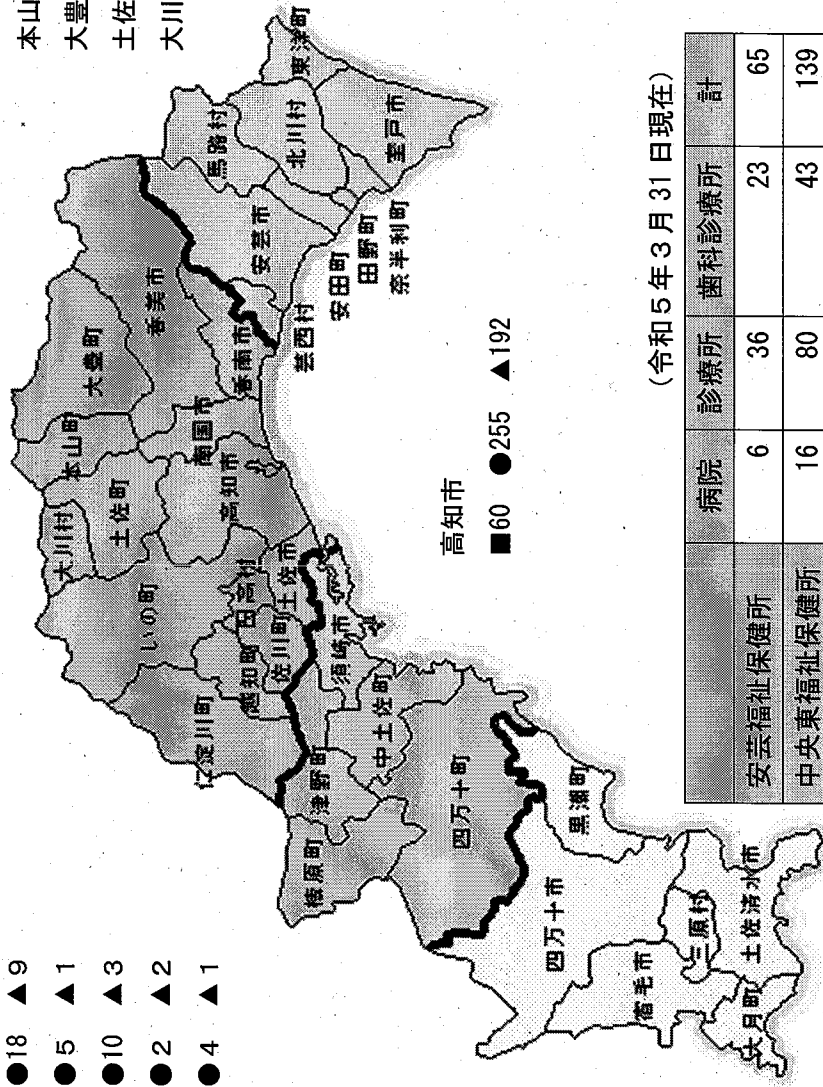 ●18 ▲9
●5 ▲1
●10 ▲3
●2 ▲2
●4 ▲1
本山
大豊
土佐
大川
大川村
本山町
土佐町
大豊町
いの町
仁淀川町
越知町
日高村
佐川町
土佐市
高知市
南国市
香南市
香美市
安芸市
馬路村
北川村
東洋町
室戸市
芸西村
安田町
田野町
奈半利町
須崎市
津野町
梼原町
中土佐町
四万十町
四万十市
黒潮町
宿毛市
三原村
大月町
土佐清水市
高知市
■60 ●255 ▲192
(令和5年3月31日現在)
病院 診療所 歯科診療所 計
安芸福祉保健所 6 36 23 65
中央東福祉保健所 16 80 43 139